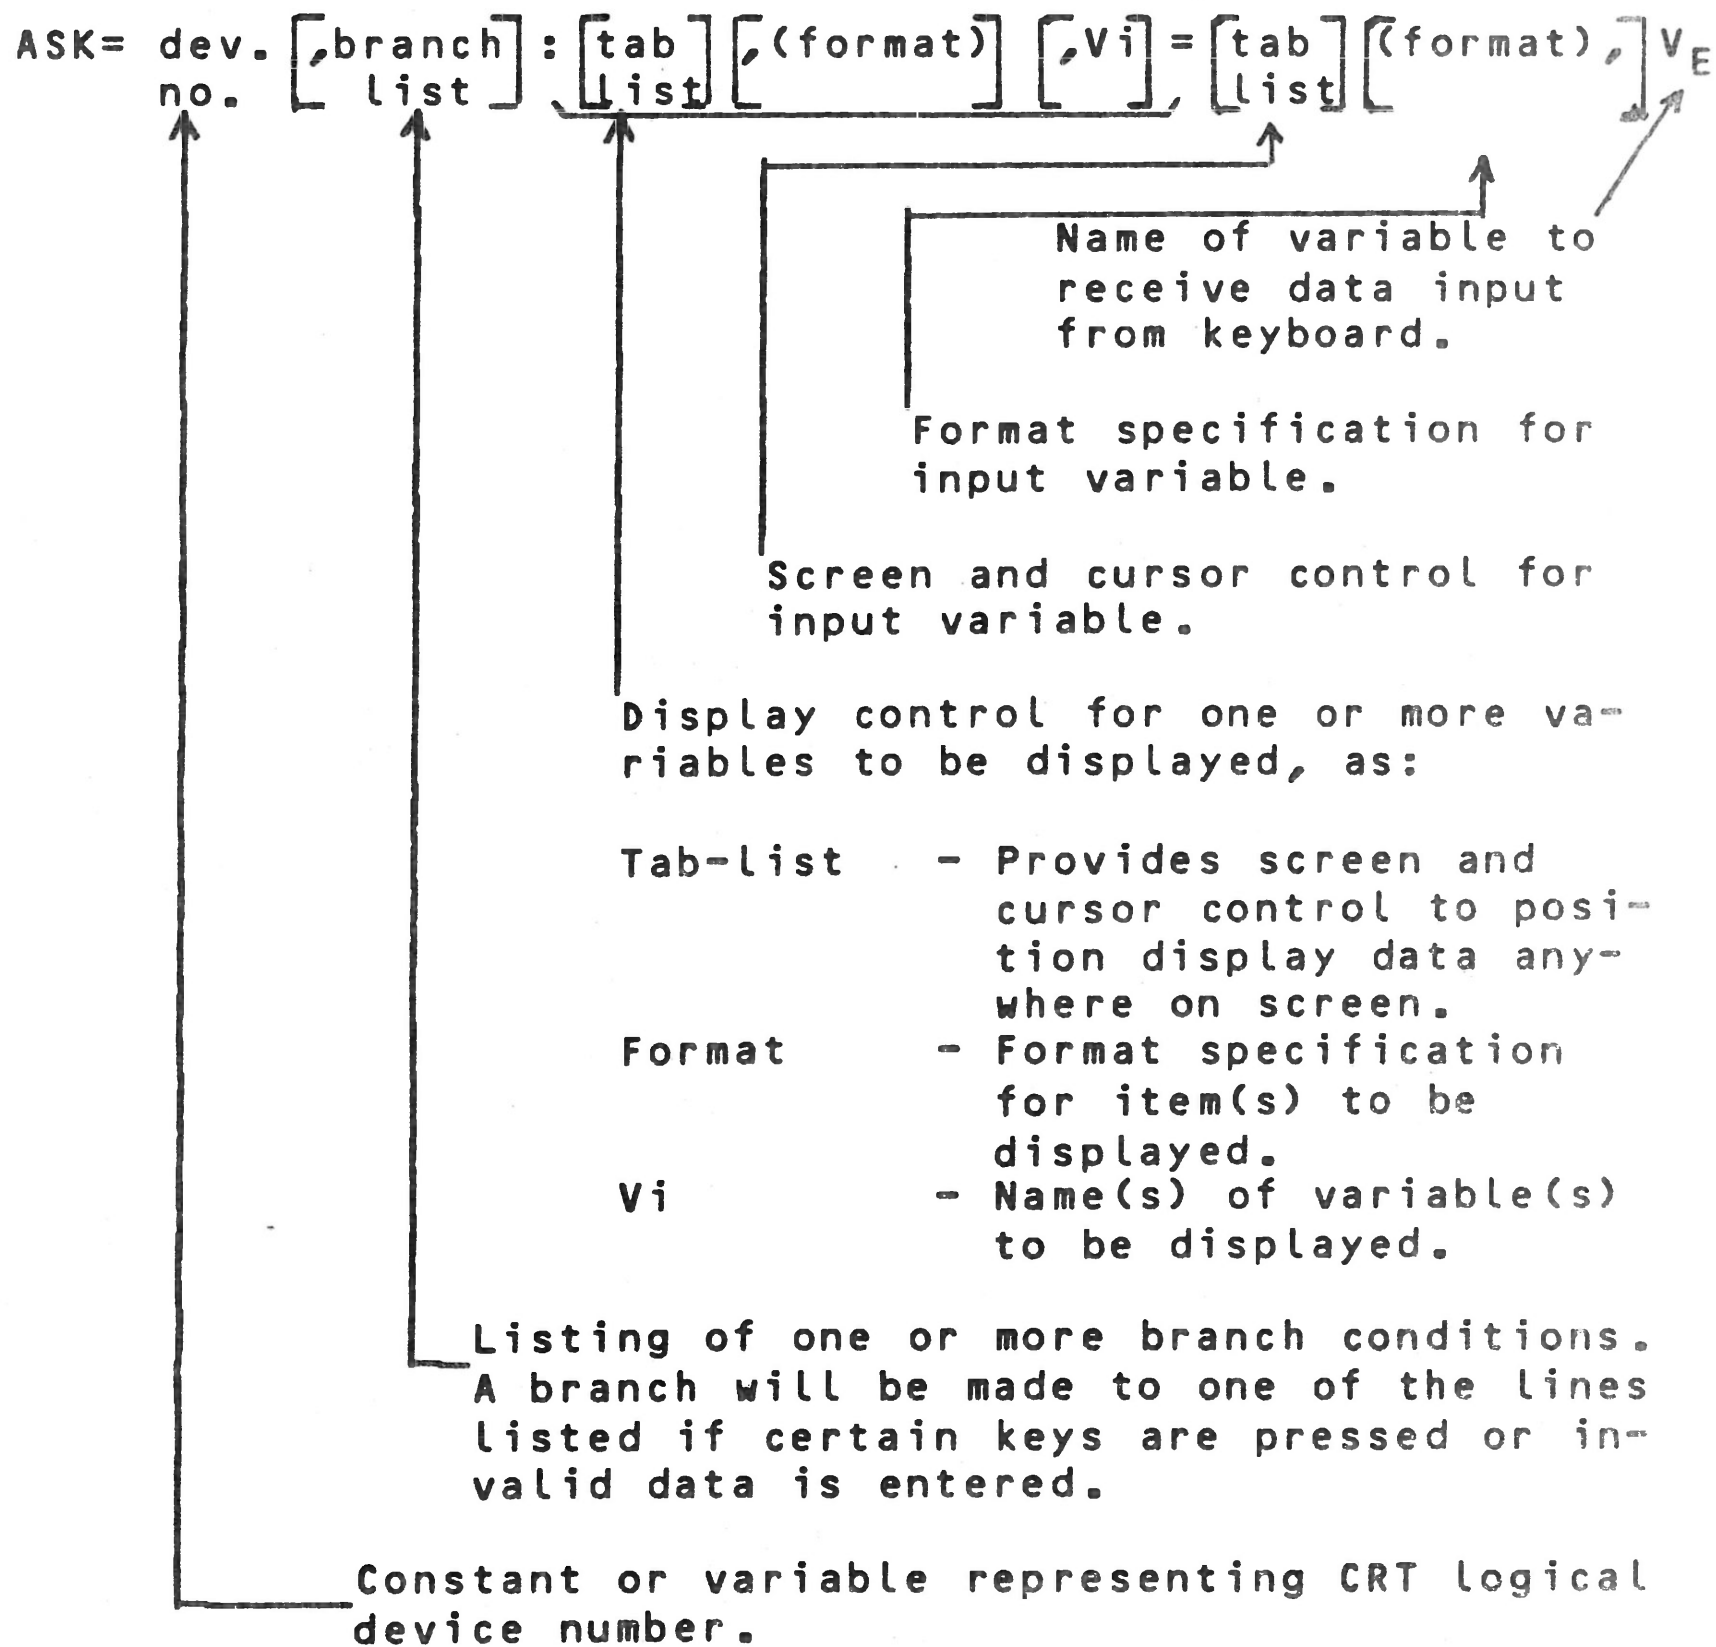 ASK= dev. [,branch] : [tab] [,(format)] [,Vi] = [tab] [(format),] VE
no. list list , list
Name of variable to
receive data input
from keyboard.
Format specification for
input variable.
Screen and cursor control for
input variable.
Display control for one or more va-
riables to be displayed, as:
Tab-list - Provides screen and
cursor control to posi-
tion display data any-
where on screen.
Format - Format specification
for item(s) to be
displayed.
Vi - Name(s) of variable(s)
to be displayed.
Listing of one or more branch conditions.
A branch will be made to one of the lines
listed if certain keys are pressed or in-
valid data is entered.
Constant or variable representing CRT logical
device number.